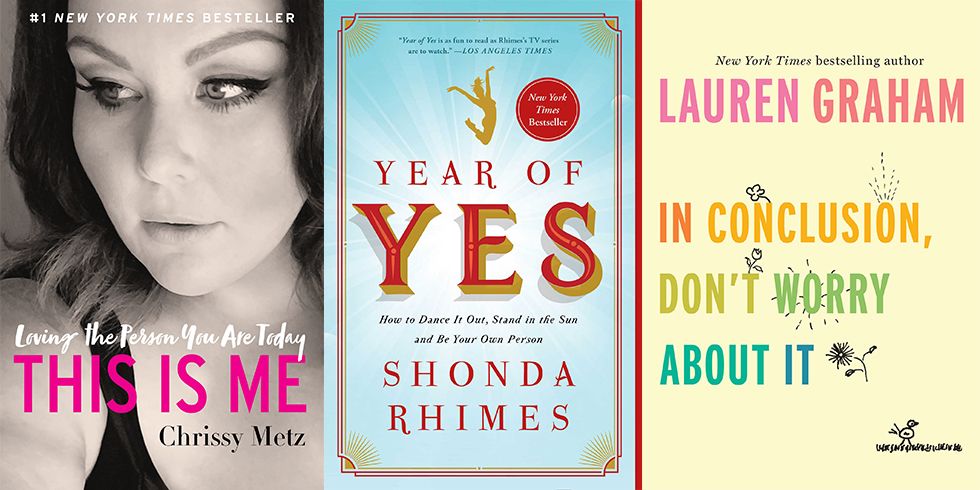 #1 NEW YORK TIMES BESTSELLER
Loving the Person You Are Today
THIS IS ME
Chrissy Metz
"Year of Yes is as fun to read as Rhimes's TV series
are to watch." —LOS ANGELES TIMES
New York
Times
Bestseller
YEAR OF
YES
How to Dance It Out, Stand in the Sun
and Be Your Own Person
SHONDA
RHIMES
New York Times bestselling author
LAUREN GRAHAM
IN CONCLUSION,
DON'T WORRY
ABOUT IT